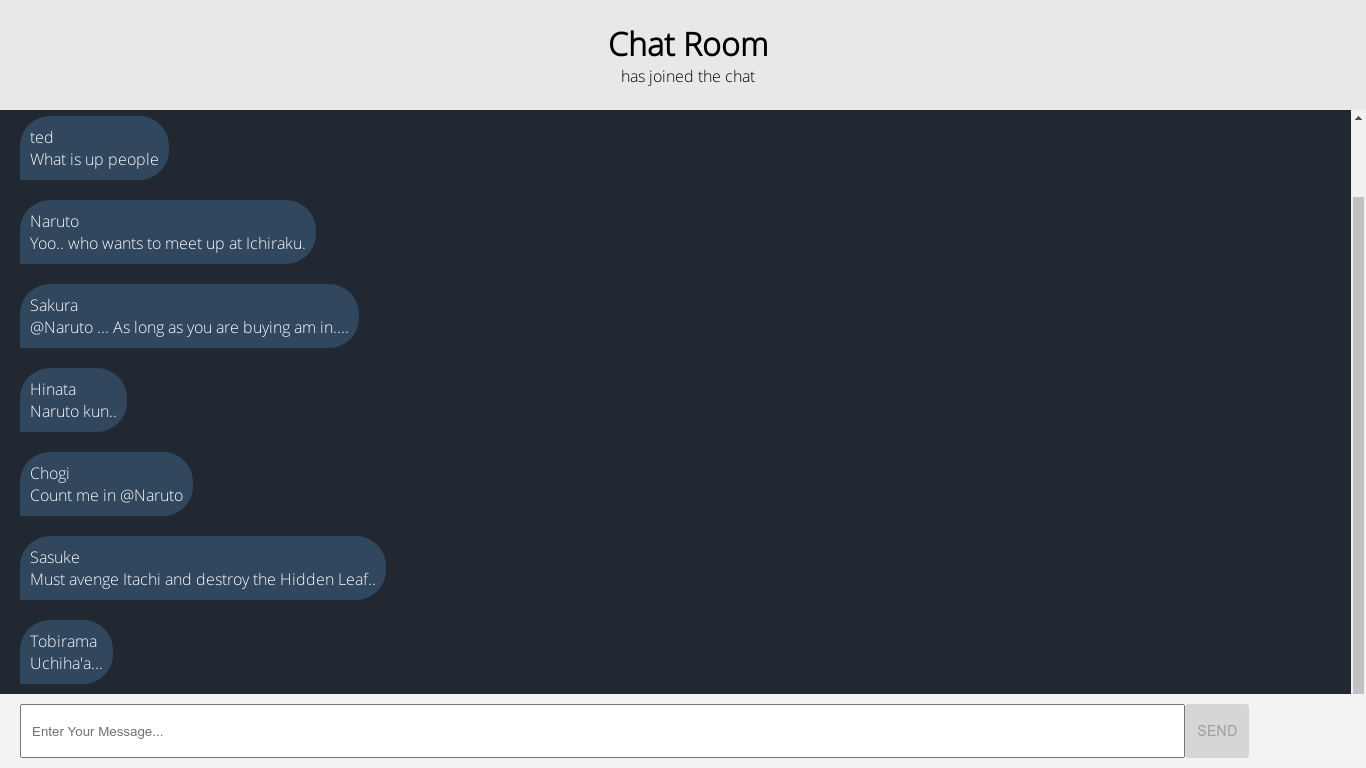 Chat Room
has joined the chat
ted
What is up people
Naruto
Yoo.. who wants to meet up at Ichiraku.
Sakura
@Naruto ... As long as you are buying am in....
Hinata
Naruto kun..
Chogi
Count me in @Naruto
Sasuke
Must avenge Itachi and destroy the Hidden Leaf..
Tobirama
Uchiha'a...
Enter Your Message...
SEND